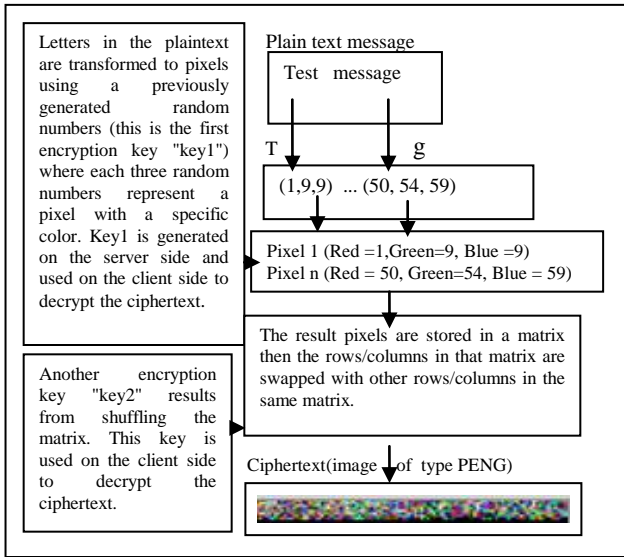 Letters in the plaintext
are transformed to pixels
using a previously
generated random
numbers (this is the first
encryption key "key1")
where each three random
numbers represent a
pixel with a specific
color. Key1 is generated
on the server side and
used on the client side to
decrypt the ciphertext.
Another encryption
key "key2" results
from shuffling the
matrix. This key is
used on the client side
to decrypt the
ciphertext.
Plain text message
Test message
T g
(1,9,9) ... (50, 54, 59)
Pixel 1 (Red =1,Green=9, Blue =9)
Pixel n (Red = 50, Green=54, Blue = 59)
The result pixels are stored in a matrix
then the rows/columns in that matrix are
swapped with other rows/columns in the
same matrix.
Ciphertext(image of type PENG)